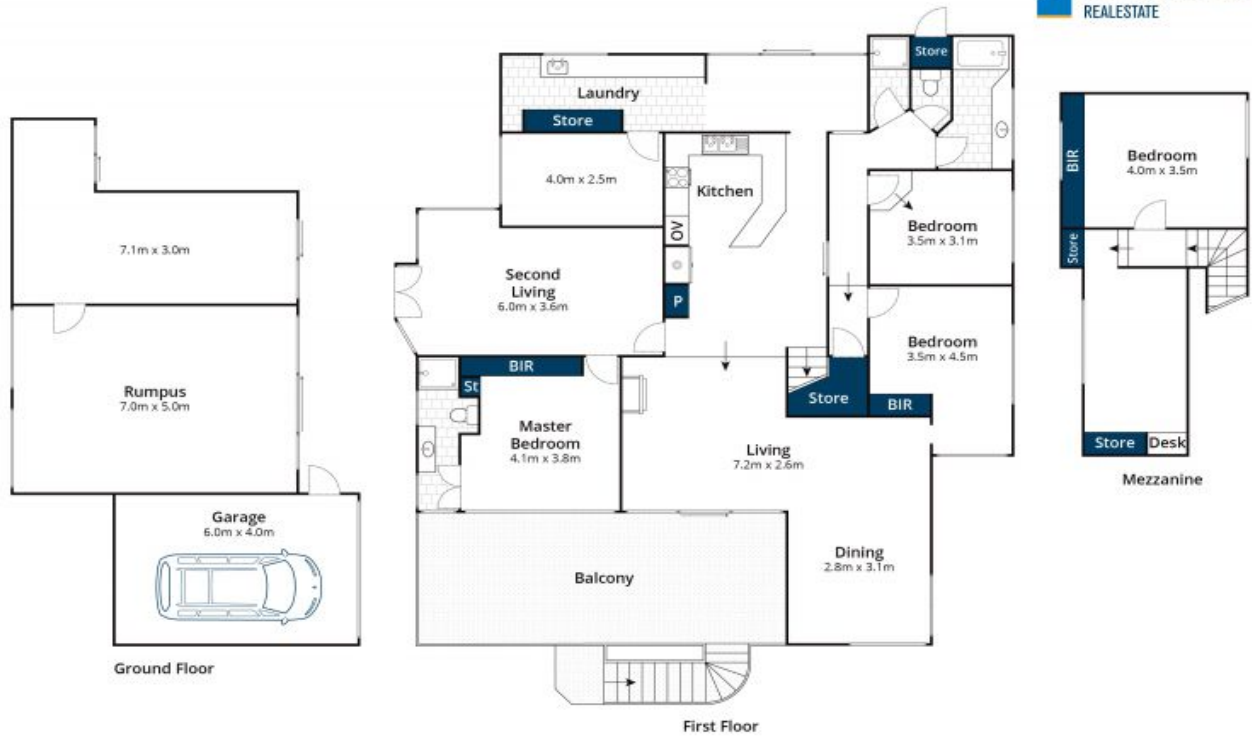 REALESTATE
Store
Laundry
Store
4.0m x 2.5m
Kitchen
OV
P
Bedroom
3.5m x 3.1m
Second
Living
6.0m x 3.6m
Bedroom
3.5m x 4.5m
BIR
St
Master
Bedroom
4.1m x 3.8m
Store
BIR
Living
7.2m x 2.6m
Dining
2.8m x 3.1m
Balcony
First Floor
7.1m x 3.0m
Rumpus
7.0m x 5.0m
Garage
6.0m x 4.0m
Ground Floor
BIR
Bedroom
4.0m x 3.5m
Store
Store
Desk
Mezzanine